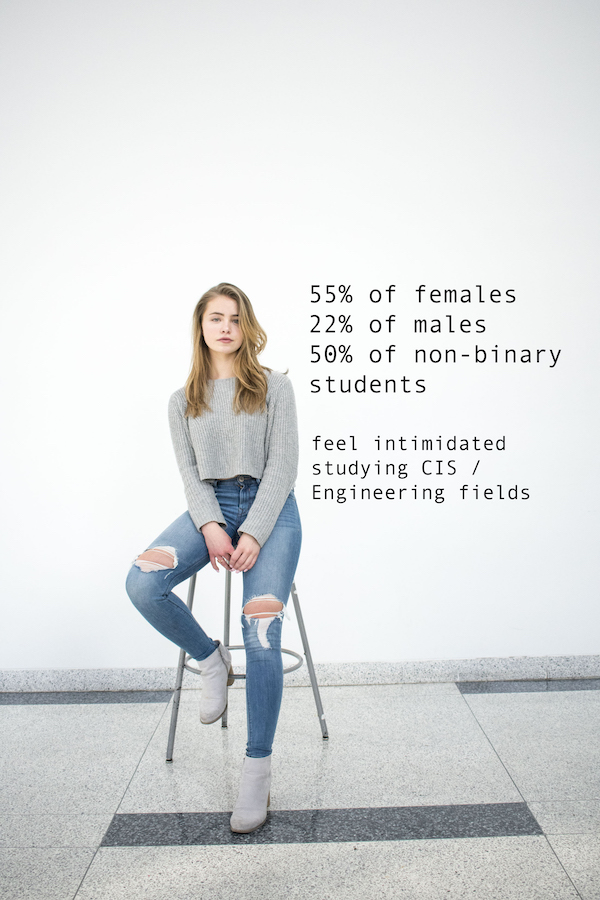 55% of females
22% of males
50% of non-binary
students
feel intimidated
studying CIS /
Engineering fields